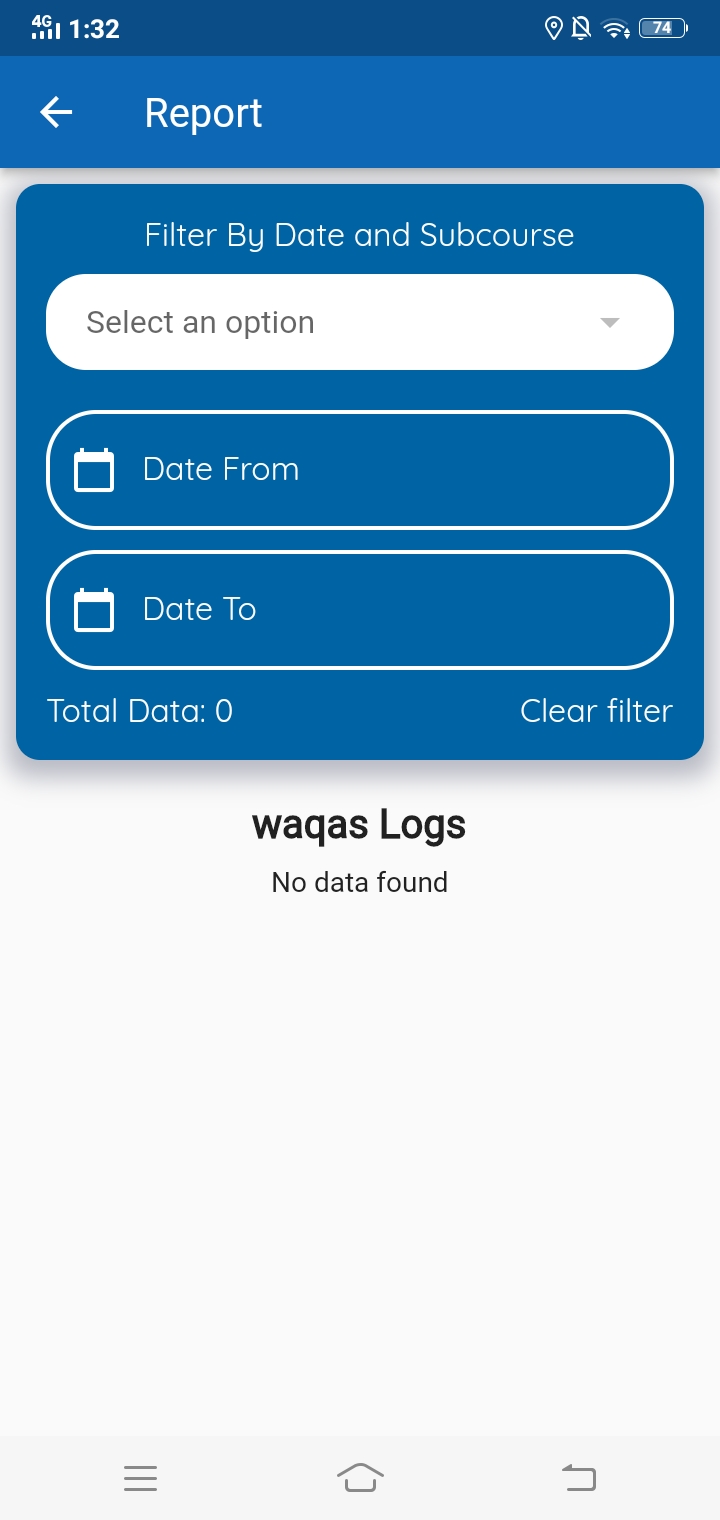 4G 1:32 74
Report
Filter By Date and Subcourse
Select an option
Date From
Date To
Total Data: 0 Clear filter
waqas Logs
No data found